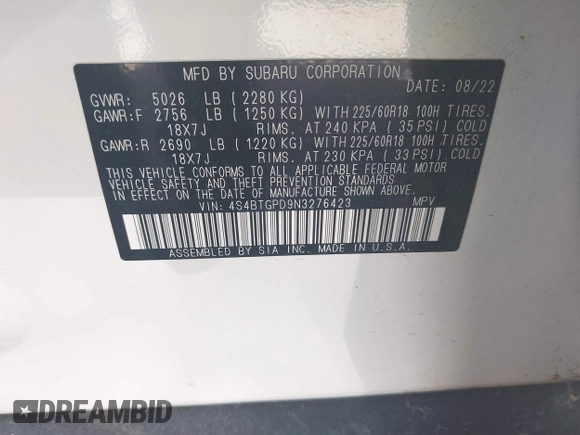 MFD BY SUBARU CORPORATION
DATE: 08/22
GVWR: 5026 LB ( 2280 KG)
GAWR:F 2756 LB ( 1250 KG) WITH 225/60R18 100H TIRES.
18X7J RIMS. AT 240 KPA ( 35 PSI) COLD
GAWR:R 2690 LB ( 1220 KG) WITH 225/60R18 100H TIRES.
18X7J RIMS. AT 230 KPA ( 33 PSI) COLD
THIS VEHICLE CONFORMS TO ALL APPLICABLE FEDERAL MOTOR
VEHICLE SAFETY AND THEFT PREVENTION STANDARDS IN EFFECT
ON THE DATE OF MANUFACTURE SHOWN ABOVE.
VIN: 4S4BTGPD9N3276423 MPV
ASSEMBLED BY SIA INC. MADE IN U.S.A.
DREAMBID